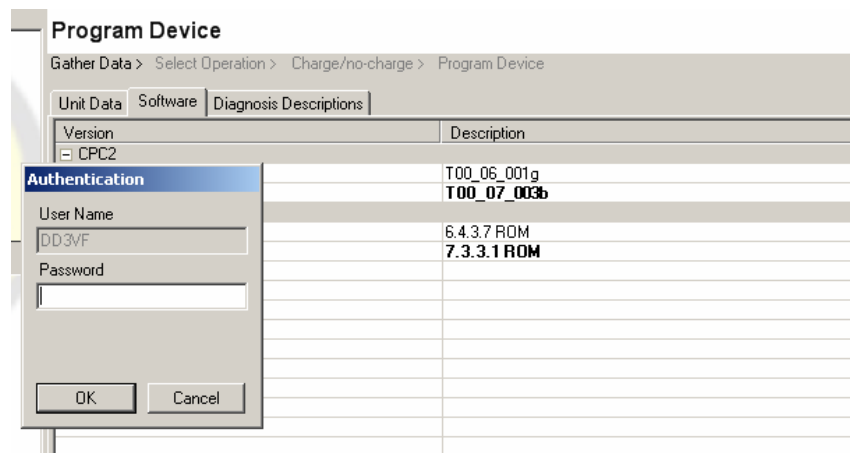 Program Device
Gather Data > Select Operation > Charge/no-charge > Program Device
Unit Data Software Diagnosis Descriptions
Version Description
CPC2
T00_06_001g
T00_07_003b
6.4.3.7 ROM
7.3.3.1 ROM
Authentication
User Name
DD3VF
Password
OK Cancel